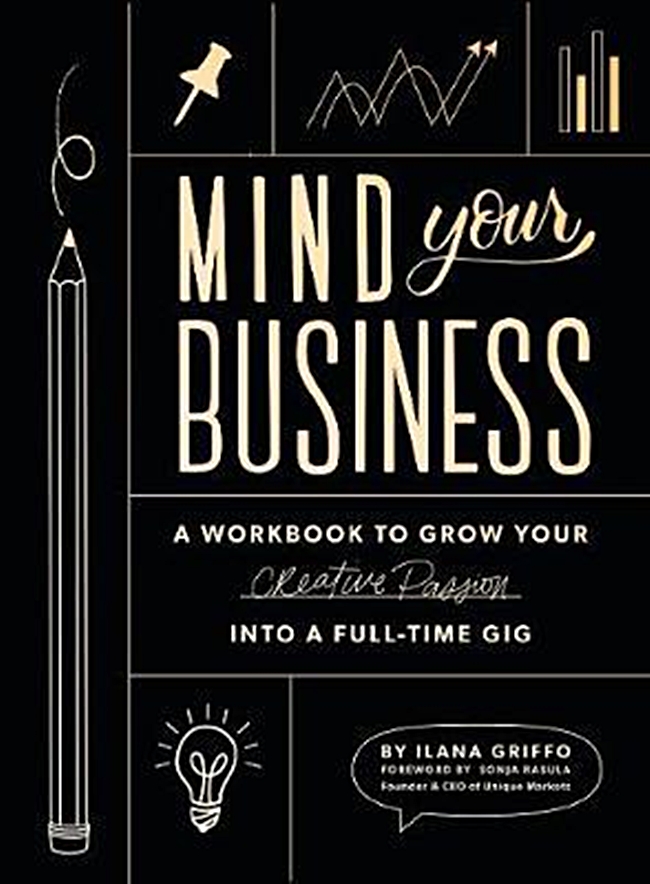 MIND your
BUSINESS
A WORKBOOK TO GROW YOUR
Creative Passion
INTO A FULL-TIME GIG
BY ILANA GRIFFO
FOREWORD BY SONJA RASULA
Founder & CEO of Unique Markets